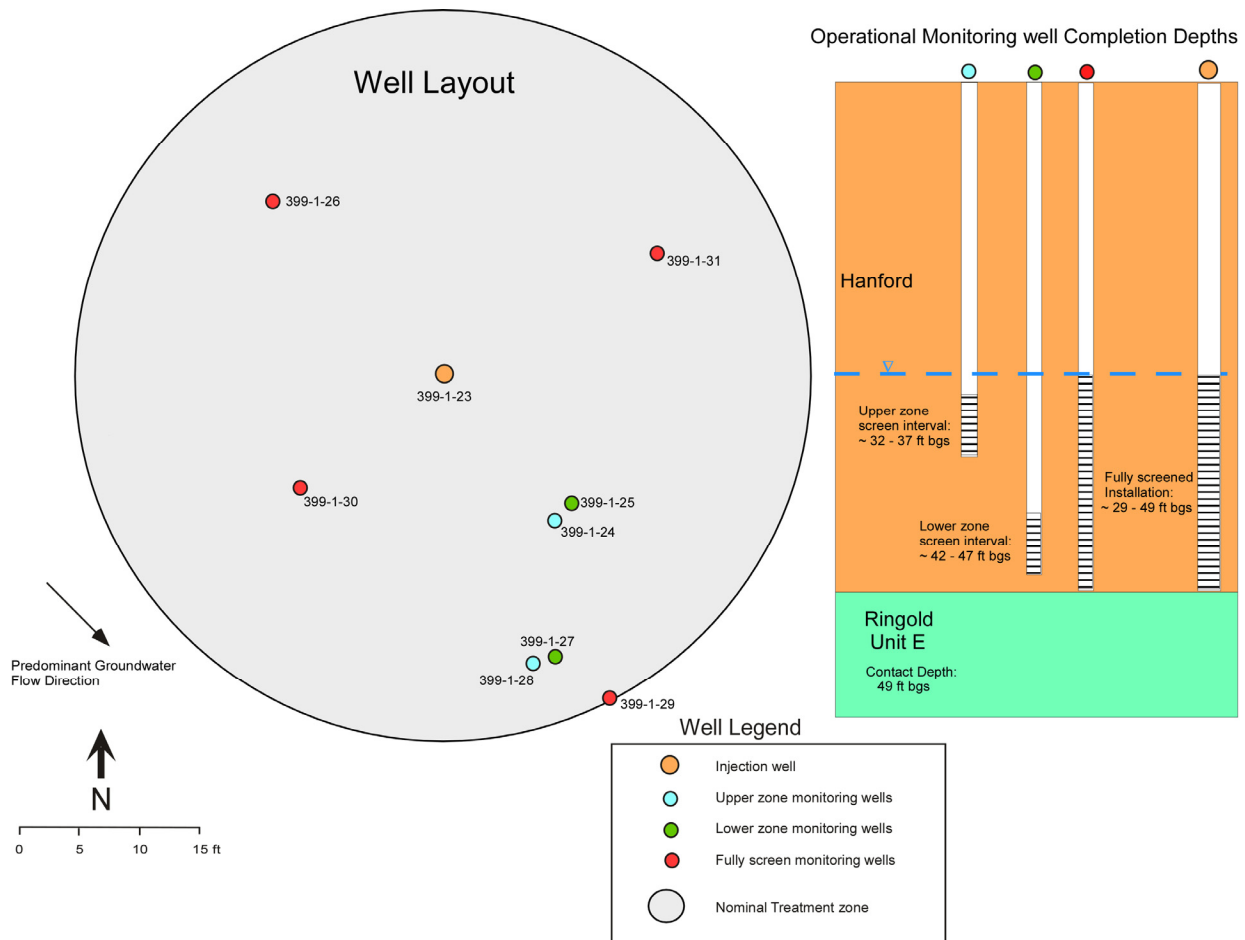 Operational Monitoring well Completion Depths
Well Layout
399-1-26
399-1-31
399-1-23
399-1-30
399-1-25
399-1-24
399-1-27
399-1-28
399-1-29
Predominant Groundwater
Flow Direction
N
0 5 10 15 ft
Hanford
Upper zone
screen interval:
~ 32 - 37 ft bgs
Lower zone
screen interval:
~ 42 - 47 ft bgs
Fully screened
Installation:
~ 29 - 49 ft bgs
Ringold
Unit E
Contact Depth:
49 ft bgs
Well Legend
Injection well
Upper zone monitoring wells
Lower zone monitoring wells
Fully screen monitoring wells
Nominal Treatment zone